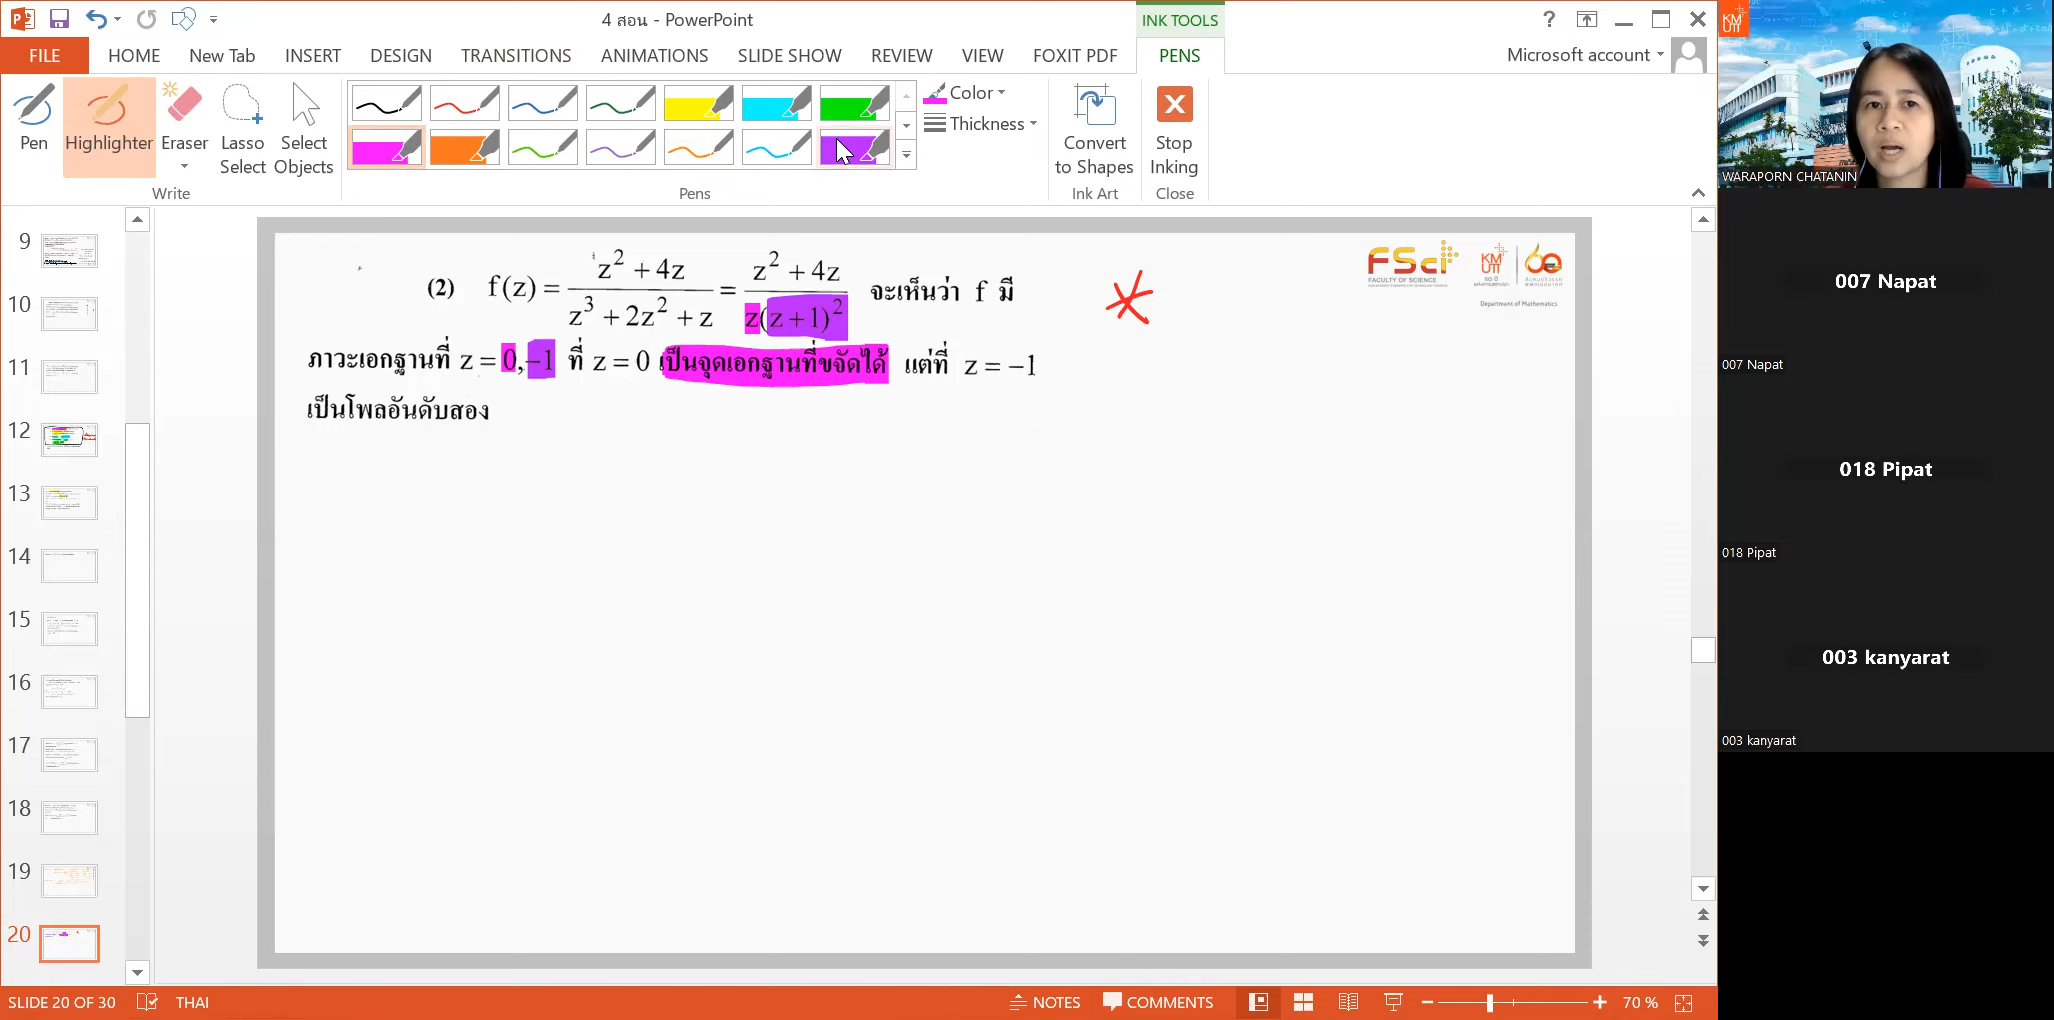 4 สอน - PowerPoint
INK TOOLS
FILE HOME New Tab INSERT DESIGN TRANSITIONS ANIMATIONS SLIDE SHOW REVIEW VIEW FOXIT PDF PENS
Microsoft account
Pen Highlighter Eraser Lasso Select Select Objects
Write
Pens
Color
Thickness
Convert to Shapes
Ink Art
Stop Inking
Close
9
10
11
12
13
14
15
16
17
18
19
20
(2) f(z) = (z² + 4z)/(z³ + 2z² + z) = (z² + 4z)/(z(z + 1)²) จะเห็นว่า f มี
ภาวะเอกฐานที่ z = 0, −1 ที่ z = 0 เป็นจุดเอกฐานที่ขจัดได้ แต่ที่ z = −1
เป็นโพลอันดับสอง
FSci
FACULTY OF SCIENCE
KMUTT
Department of Mathematics
SLIDE 20 OF 30 THAI
NOTES COMMENTS 70 %
WARAPORN CHATANIN
007 Napat
007 Napat
018 Pipat
018 Pipat
003 kanyarat
003 kanyarat